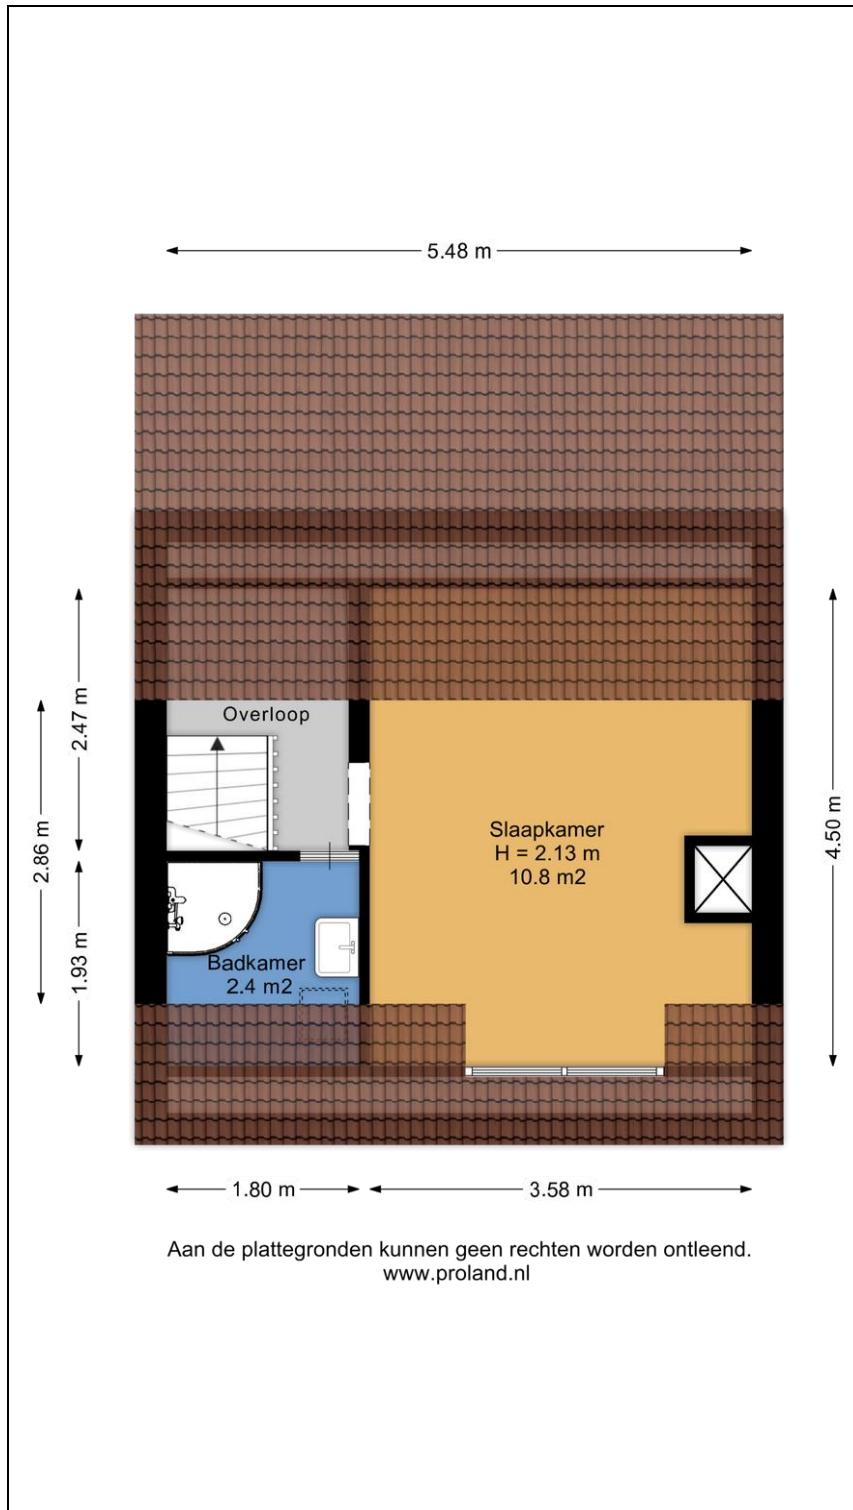 5.48 m
Overloop
2.47 m
2.86 m
Slaapkamer
H = 2.13 m
10.8 m2
4.50 m
1.93 m
Badkamer
2.4 m2
1.80 m
3.58 m
Aan de plattegronden kunnen geen rechten worden ontleend.
www.proland.nl